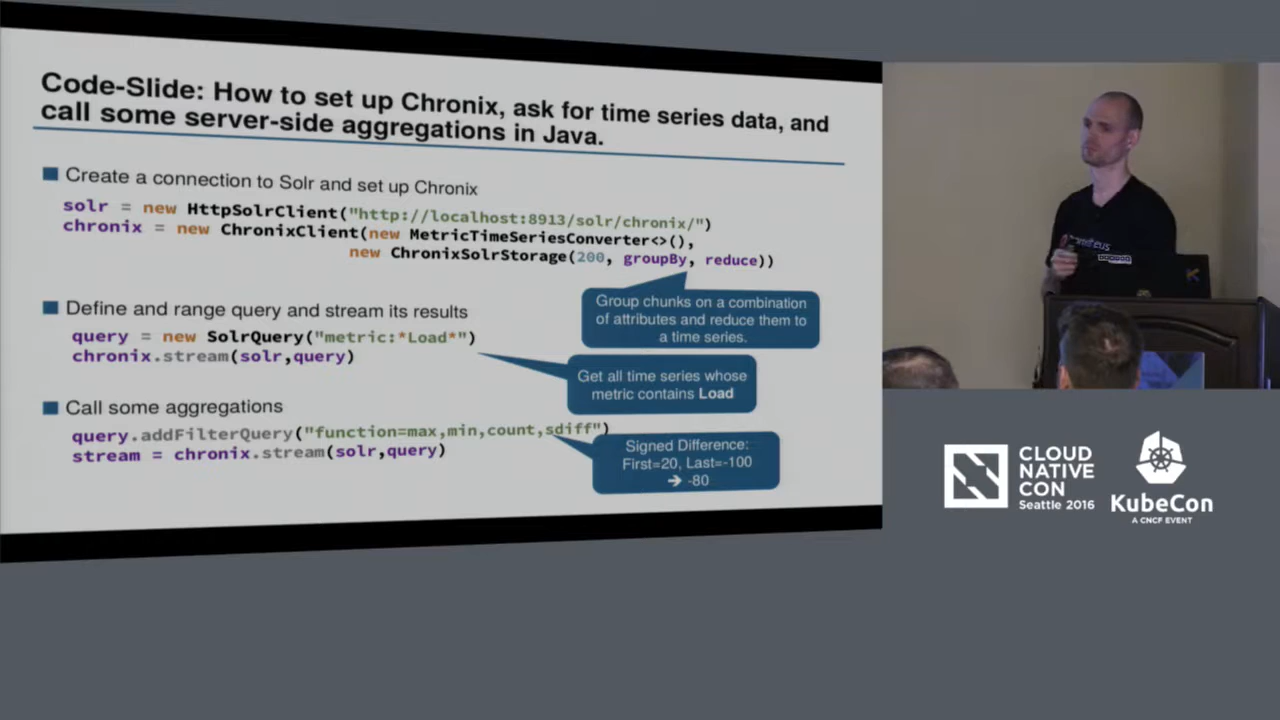 Code-Slide: How to set up Chronix, ask for time series data, and
call some server-side aggregations in Java.
Create a connection to Solr and set up Chronix
solr = new HttpSolrClient("http://localhost:8913/solr/chronix/")
chronix = new ChronixClient(new MetricTimeSeriesConverter<>(),
new ChronixSolrStorage(200, groupBy, reduce))
Group chunks on a combination
of attributes and reduce them to
a time series.
Define and range query and stream its results
query = new SolrQuery("metric:*Load*")
chronix.stream(solr,query)
Get all time series whose
metric contains Load
Call some aggregations
query.addFilterQuery("function=max,min,count,sdiff")
stream = chronix.stream(solr,query)
Signed Difference:
First=20, Last=-100
➔ -80
CLOUD
NATIVE
CON
Seattle 2016
KubeCon
A CNCF EVENT